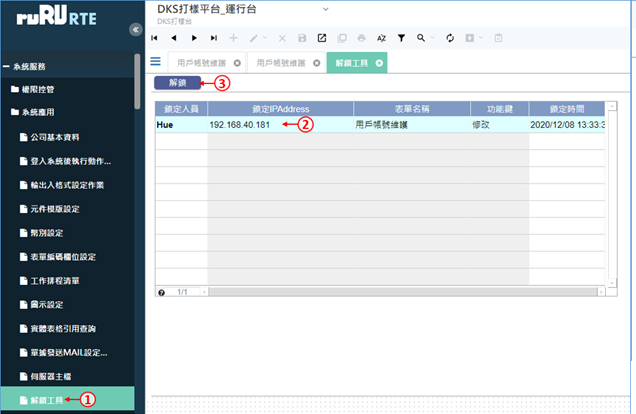 ruRU RTE
系統服務
權限控管
系統應用
公司基本資料
登入系統後執行動作...
輸出入格式設定作業
元件模版設定
幣別設定
表單編碼欄位設定
工作排程清單
圖示設定
實體表格引用查詢
單據發送MAIL設定...
伺服器主檔
解鎖工具 ①
DKS打樣平台_運行台
DKS打樣台
用戶帳號維護 用戶帳號維護 解鎖工具
解鎖 ③
鎖定人員 鎖定IPAddress 表單名稱 功能鍵 鎖定時間
Hue 192.168.40.181 ② 用戶帳號維護 修改 2020/12/08 13:33:3
1/1